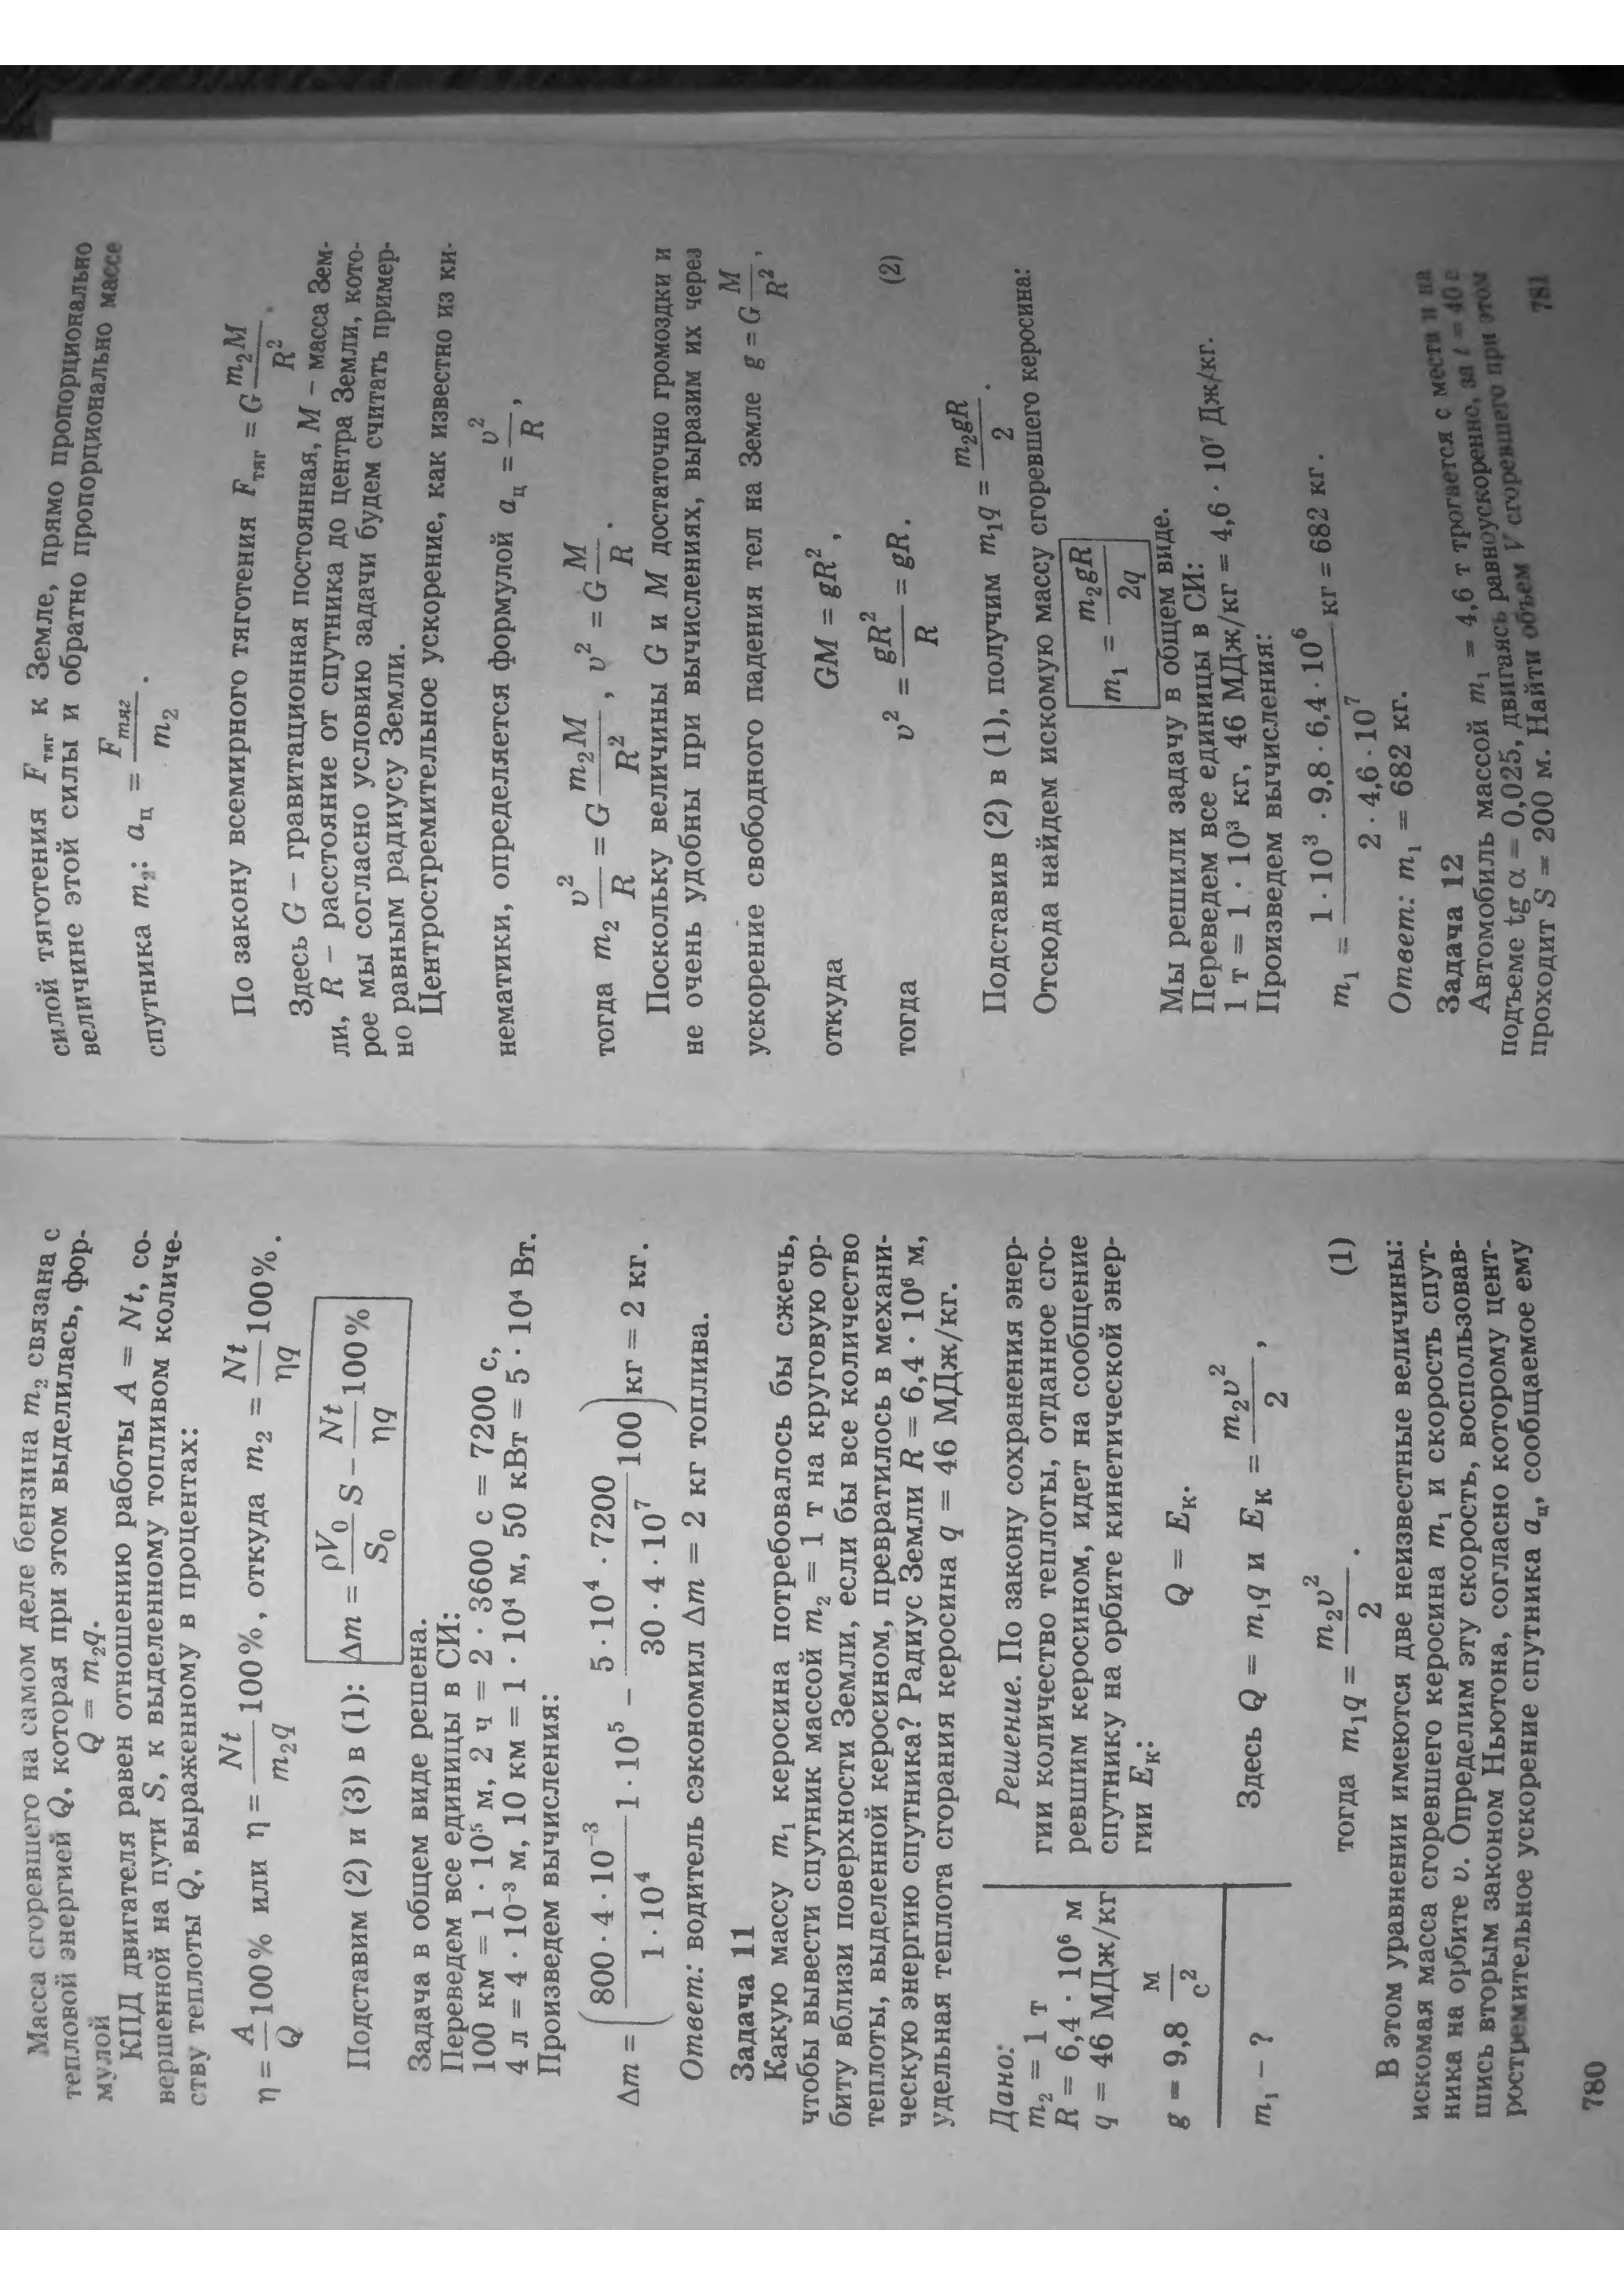 Масса сгоревшего на самом деле бензина m₂ связана с
тепловой энергией Q, которая при этом выделилась, фор-
мулой
Q = m₂q.
КПД двигателя равен отношению работы A = Nt, со-
вершенной на пути S, к выделенному топливом количе-
ству теплоты Q, выраженному в процентах:
η = A/Q 100% или η = Nt/m₂q 100%, откуда m₂ = Nt/ηq 100%.
Подставим (2) и (3) в (1): Δm = ρV₀/S₀ S – Nt/ηq 100%
Задача в общем виде решена.
Переведем все единицы в СИ:
100 км = 1 · 10⁵ м, 2 ч = 2 · 3600 с = 7200 с,
4 л = 4 · 10⁻³ м, 10 км = 1 · 10⁴ м, 50 кВт = 5 · 10⁴ Вт.
Произведем вычисления:
Δm = (800 · 4 · 10⁻³/1 · 10⁴ 1 · 10⁵ – 5 · 10⁴ · 7200/30 · 4 · 10⁷ 100) кг = 2 кг.
Ответ: водитель сэкономил Δm = 2 кг топлива.
Задача 11
Какую массу m₁ керосина потребовалось бы сжечь,
чтобы вывести спутник массой m₂ = 1 т на круговую ор-
биту вблизи поверхности Земли, если бы все количество
теплоты, выделенной керосином, превратилось в механи-
ческую энергию спутника? Радиус Земли R = 6,4 · 10⁶ м,
удельная теплота сгорания керосина q = 46 МДж/кг.
Дано:
m₂ = 1 т
R = 6,4 · 10⁶ м
q = 46 МДж/кг
g = 9,8 м/с²
m₁ – ?
Решение. По закону сохранения энер-
гии количество теплоты, отданное сго-
ревшим керосином, идет на сообщение
спутнику на орбите кинетической энер-
гии Eк:
Q = Eк.
Здесь Q = m₁q и Eк = m₂υ²/2,
тогда m₁q = m₂υ²/2. (1)
В этом уравнении имеются две неизвестные величины:
искомая масса сгоревшего керосина m₁ и скорость спут-
ника на орбите υ. Определим эту скорость, воспользовав-
шись вторым законом Ньютона, согласно которому цент-
ростремительное ускорение спутника aц, сообщаемое ему
780
силой тяготения Fтяг к Земле, прямо пропорционально
величине этой силы и обратно пропорционально массе
спутника m₂: aц = Fтяг/m₂.
По закону всемирного тяготения Fтяг = G m₂M/R².
Здесь G – гравитационная постоянная, M – масса Зем-
ли, R – расстояние от спутника до центра Земли, кото-
рое мы согласно условию задачи будем считать пример-
но равным радиусу Земли.
Центростремительное ускорение, как известно из ки-
нематики, определяется формулой aц = υ²/R,
тогда m₂ υ²/R = G m₂M/R², υ² = G M/R.
Поскольку величины G и M достаточно громоздки и
не очень удобны при вычислениях, выразим их через
ускорение свободного падения тел на Земле g = G M/R²,
откуда GM = gR²,
тогда υ² = gR²/R = gR. (2)
Подставив (2) в (1), получим m₁q = m₂gR/2.
Отсюда найдем искомую массу сгоревшего керосина:
m₁ = m₂gR/2q
Мы решили задачу в общем виде.
Переведем все единицы в СИ:
1 т = 1 · 10³ кг, 46 МДж/кг = 4,6 · 10⁷ Дж/кг.
Произведем вычисления:
m₁ = 1 · 10³ · 9,8 · 6,4 · 10⁶/2 · 4,6 · 10⁷ кг = 682 кг.
Ответ: m₁ = 682 кг.
Задача 12
Автомобиль массой m₁ = 4,6 т трогается с места и на
подъеме tg α = 0,025, двигаясь равноускоренно, за t = 40 с
проходит S = 200 м. Найти объем V сгоревшего при этом
781